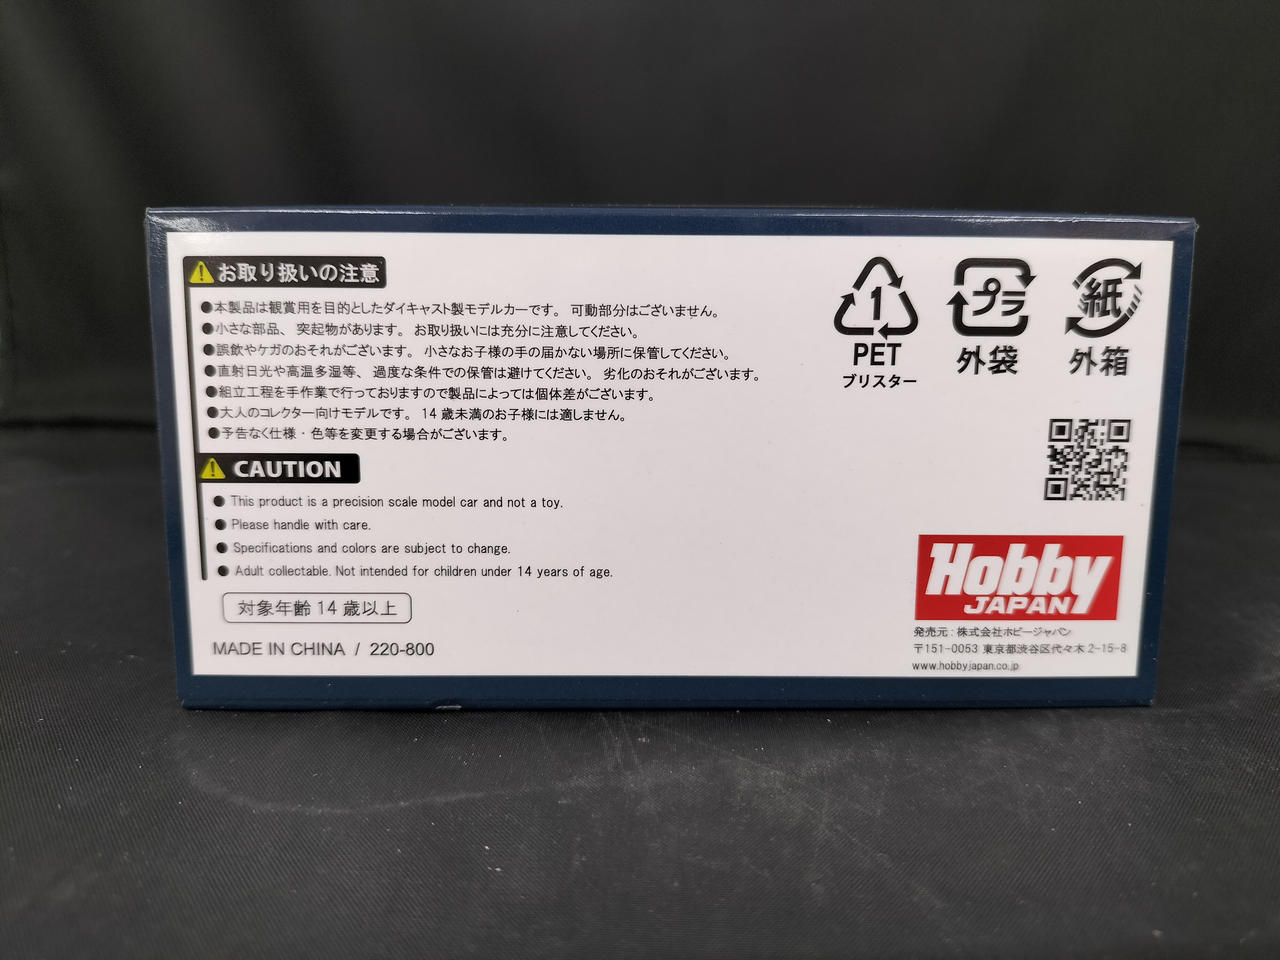 お取り扱いの注意
●本製品は観賞用を目的としたダイキャスト製モデルカーです。 可動部分はございません。
●小さな部品、 突起物があります。 お取り扱いには充分に注意してください。
●誤飲やケガのおそれがございます。 小さなお子様の手の届かない場所に保管してください。
●直射日光や高温多湿等、 過度な条件での保管は避けてください。 劣化のおそれがございます。
●組立工程を手作業で行っておりますので製品によっては個体差がございます。
●大人のコレクター向けモデルです。 14歳未満のお子様には適しません。
●予告なく仕様・色等を変更する場合がございます。
CAUTION
● This product is a precision scale model car and not a toy.
● Please handle with care.
● Specifications and colors are subject to change.
● Adult collectable. Not intended for children under 14 years of age.
対象年齢14歳以上
MADE IN CHINA / 220-800
1
PET
ブリスター
プラ
外袋
紙
外箱
Hobby
JAPAN
発売元:株式会社ホビージャパン
〒151-0053 東京都渋谷区代々木2-15-8
www.hobbyjapan.co.jp